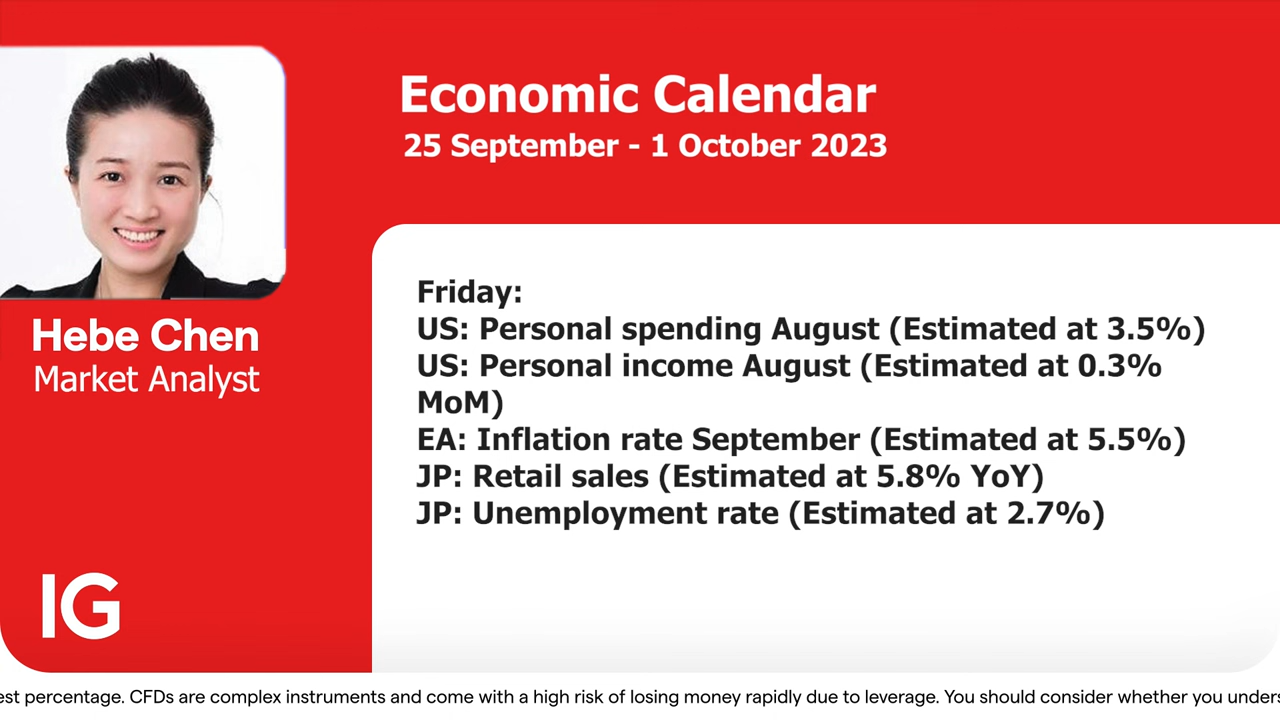 Economic Calendar
25 September - 1 October 2023
Hebe Chen
Market Analyst
Friday:
US: Personal spending August (Estimated at 3.5%)
US: Personal income August (Estimated at 0.3%
MoM)
EA: Inflation rate September (Estimated at 5.5%)
JP: Retail sales (Estimated at 5.8% YoY)
JP: Unemployment rate (Estimated at 2.7%)
IG
est percentage. CFDs are complex instruments and come with a high risk of losing money rapidly due to leverage. You should consider whether you unders